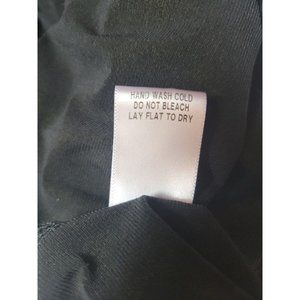 HAND WASH COLD
DO NOT BLEACH
LAY FLAT TO DRY